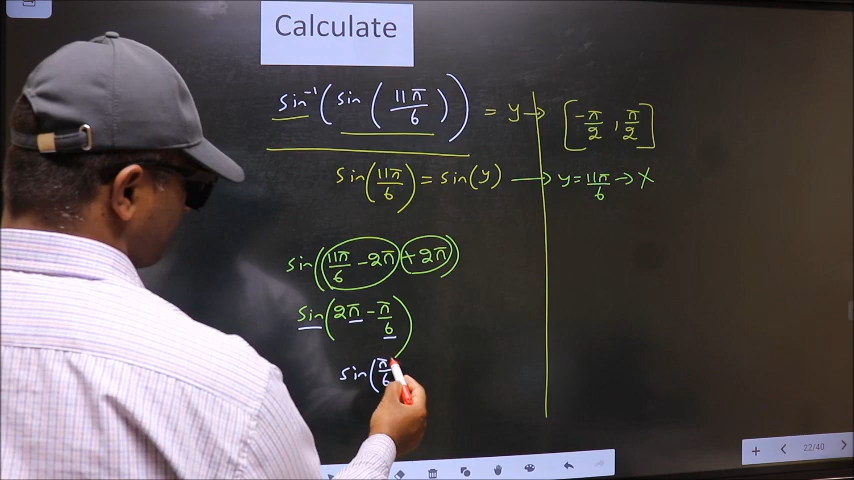 Calculate
sin⁻¹(sin(11π/6)) = y → [-π/2, π/2]
sin(11π/6) = sin(y) → y = 11π/6 → X
sin((11π/6 - 2π) + 2π)
sin(2π - π/6)
sin(π/6
22/40